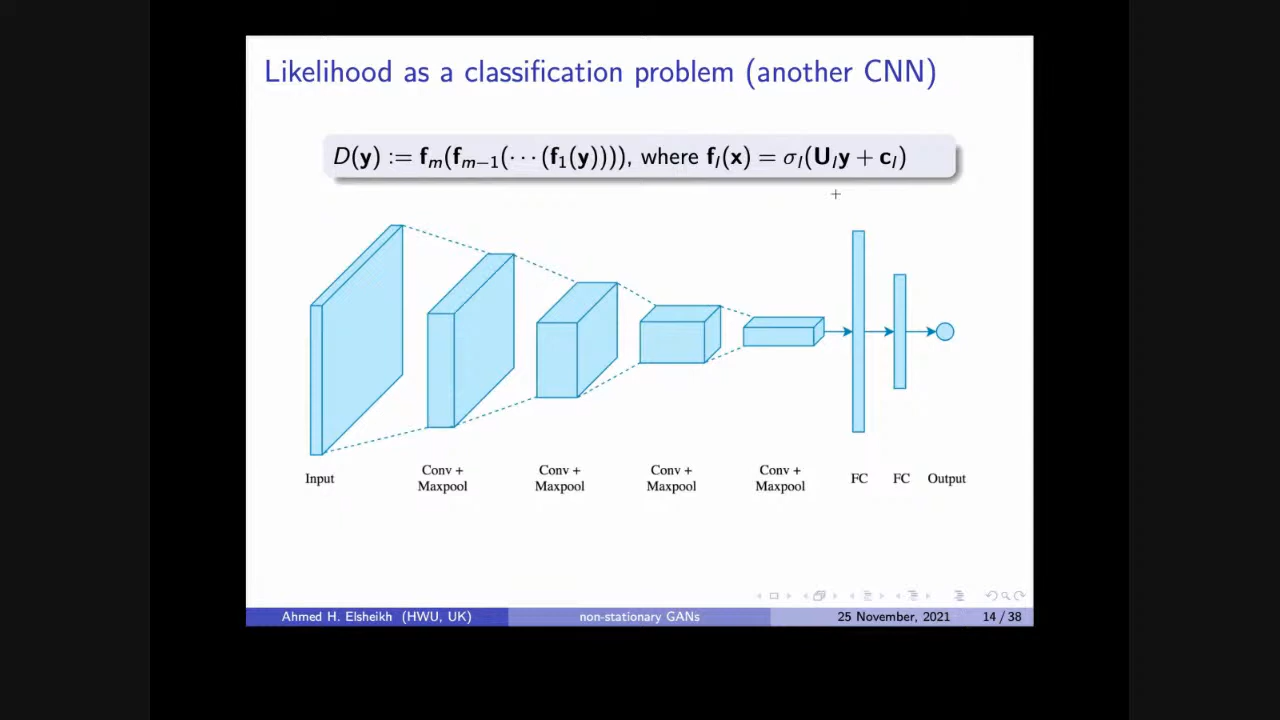 Likelihood as a classification problem (another CNN)
D(y) := f_m(f_{m−1}(⋯(f_1(y)))), where f_l(x) = σ_l(U_l y + c_l)
Input
Conv +
Maxpool
Conv +
Maxpool
Conv +
Maxpool
Conv +
Maxpool
FC
FC
Output
Ahmed H. Elsheikh (HWU, UK)
non-stationary GANs
25 November, 2021
14 / 38